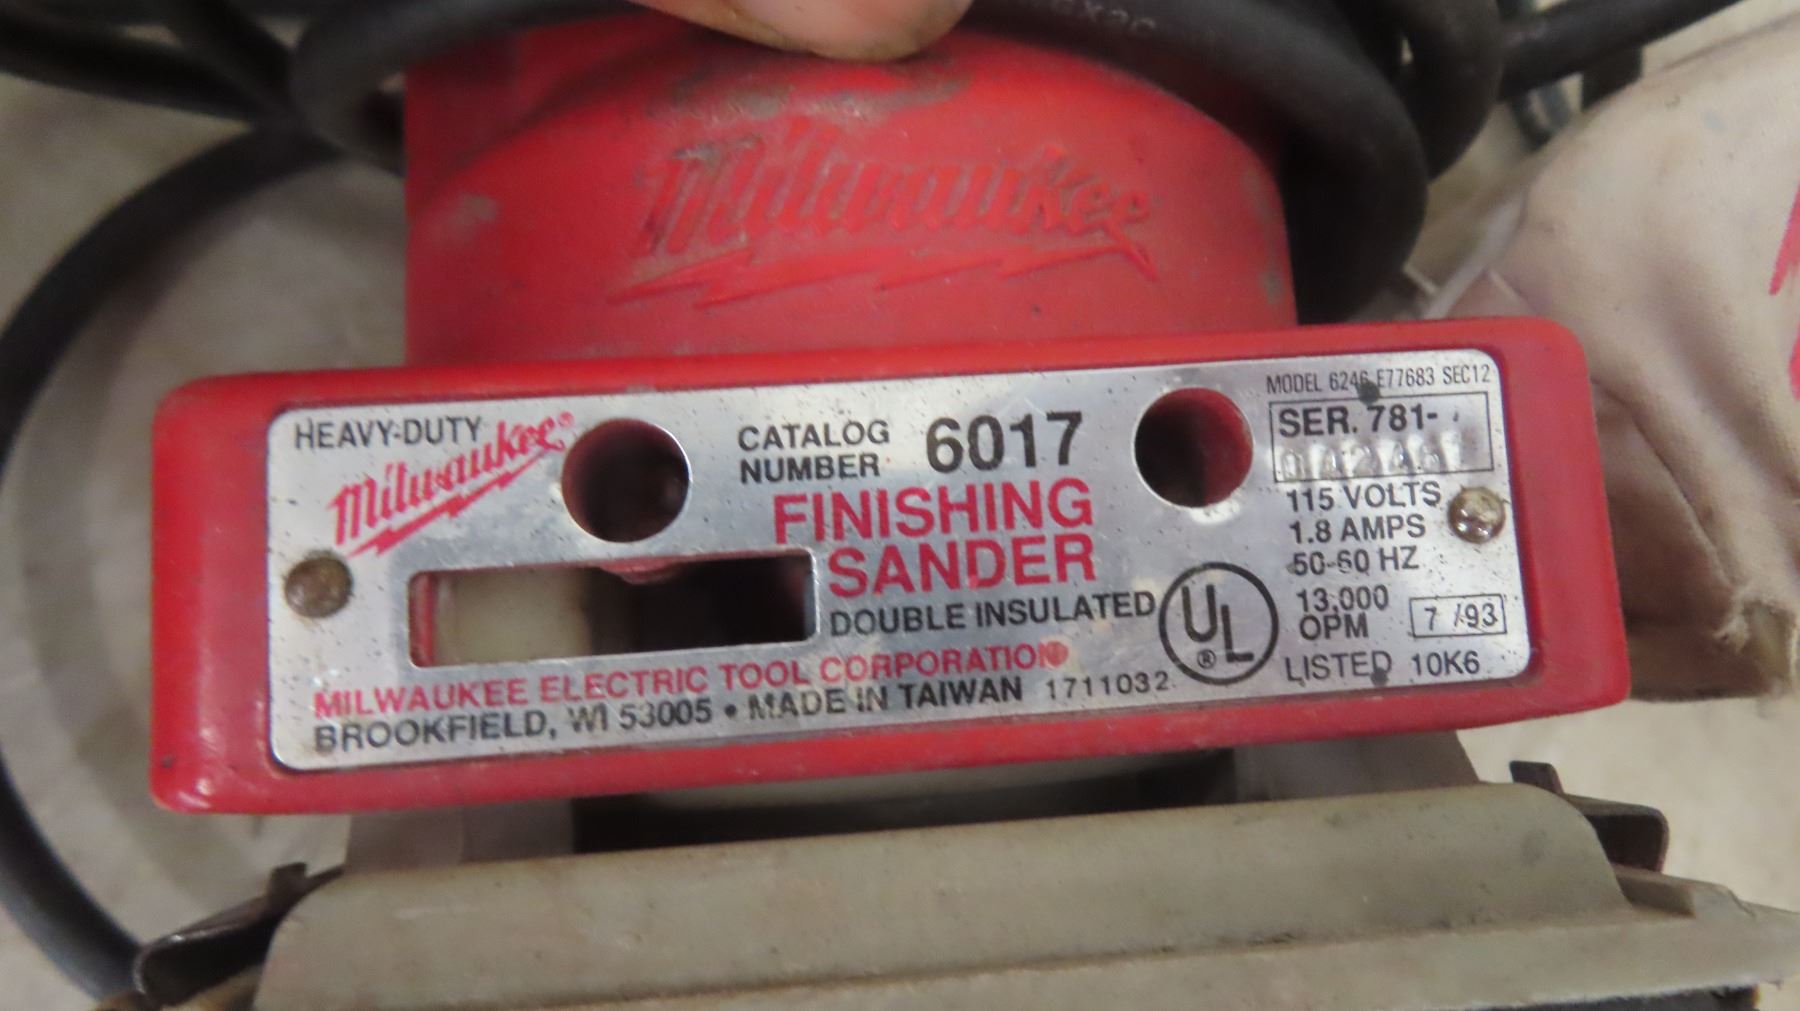 Milwaukee
HEAVY-DUTY
Milwaukee®
CATALOG
NUMBER 6017
FINISHING
SANDER
DOUBLE INSULATED
MILWAUKEE ELECTRIC TOOL CORPORATION
BROOKFIELD, WI 53005 • MADE IN TAIWAN 1711032
UL®
MODEL 6246 E77683 SEC12
SER. 781-
115 VOLTS
1.8 AMPS
50-60 HZ
13,000
OPM
7 /93
LISTED 10K6